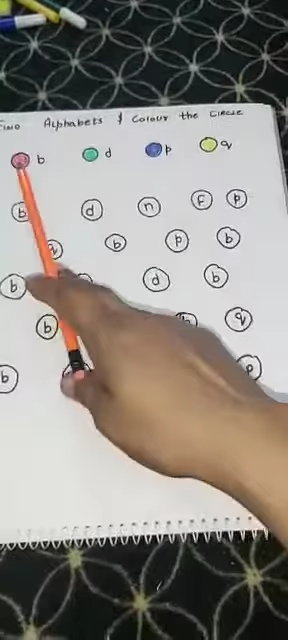 Find Alphabets & Colour the Circle
b d p q
b d n F p
q b p b
b d b
b b q
b p